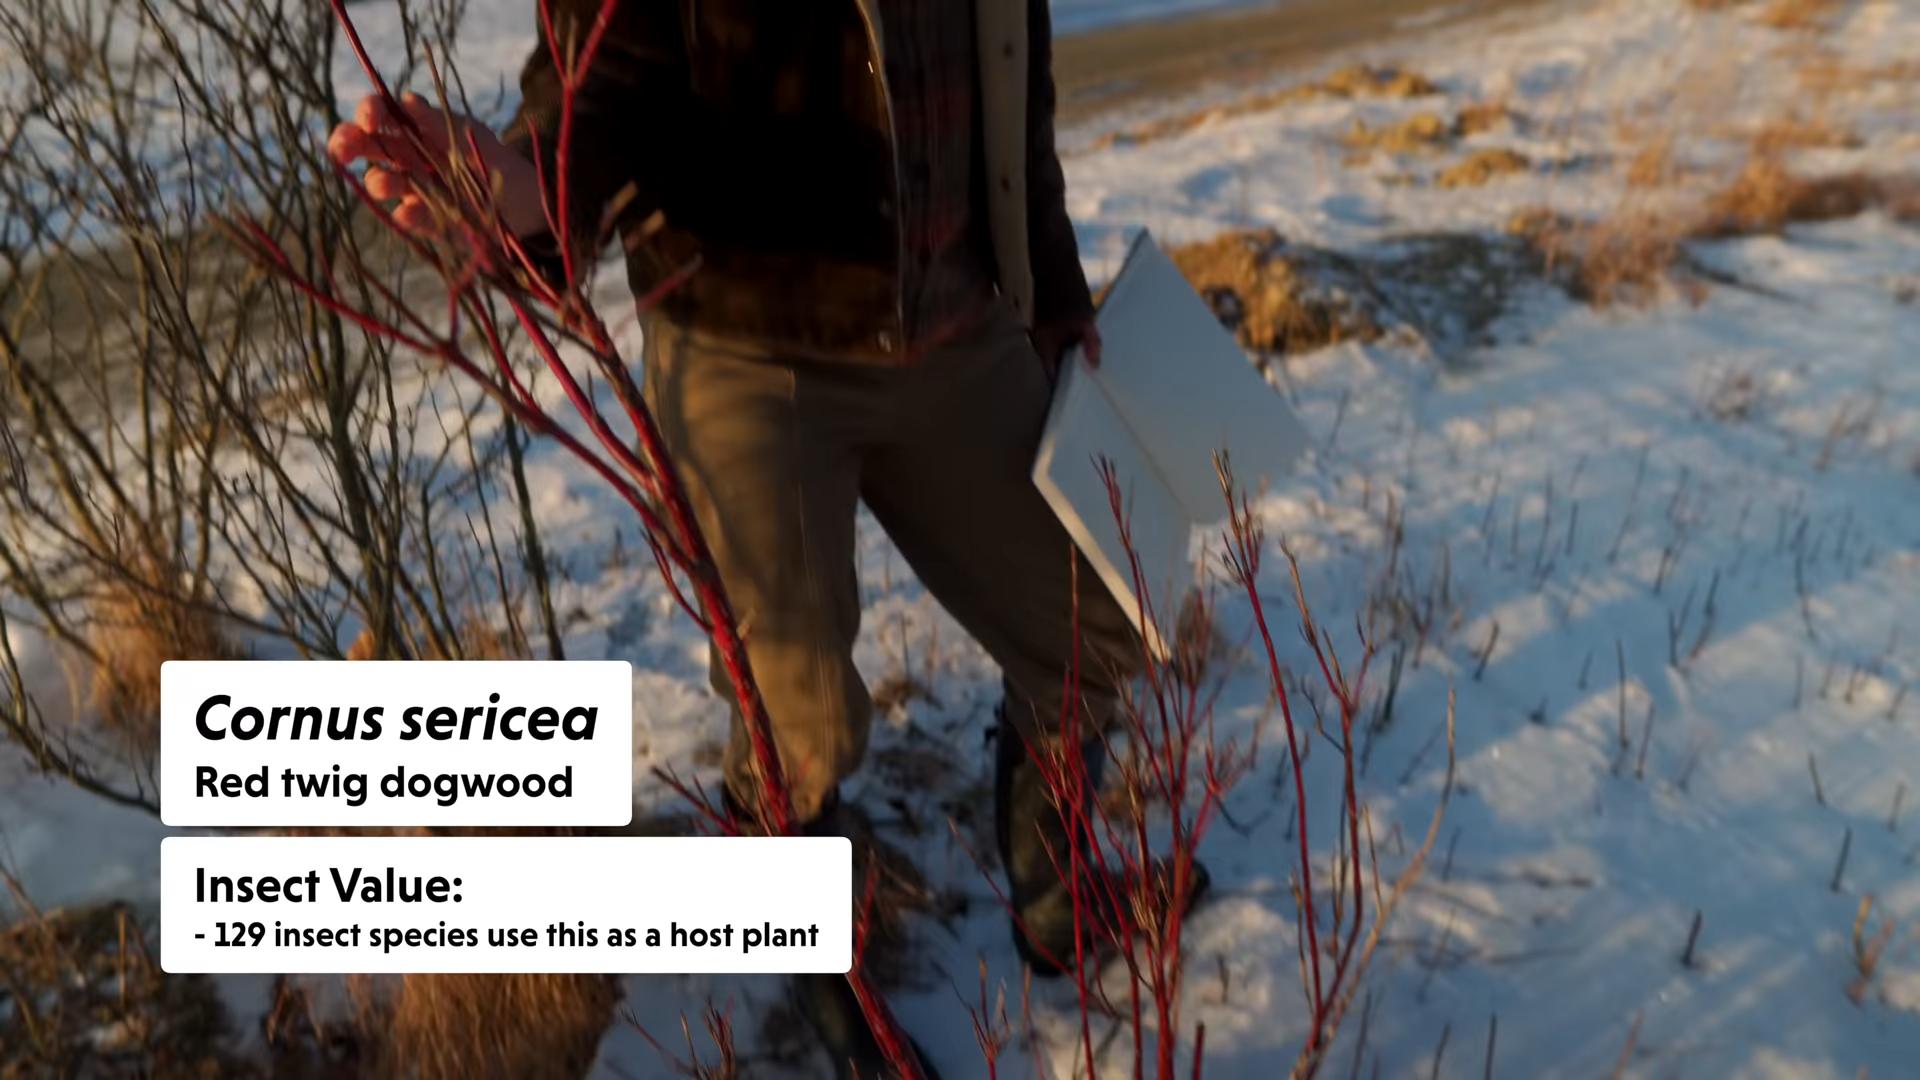 Cornus sericea
Red twig dogwood
Insect Value:
- 129 insect species use this as a host plant